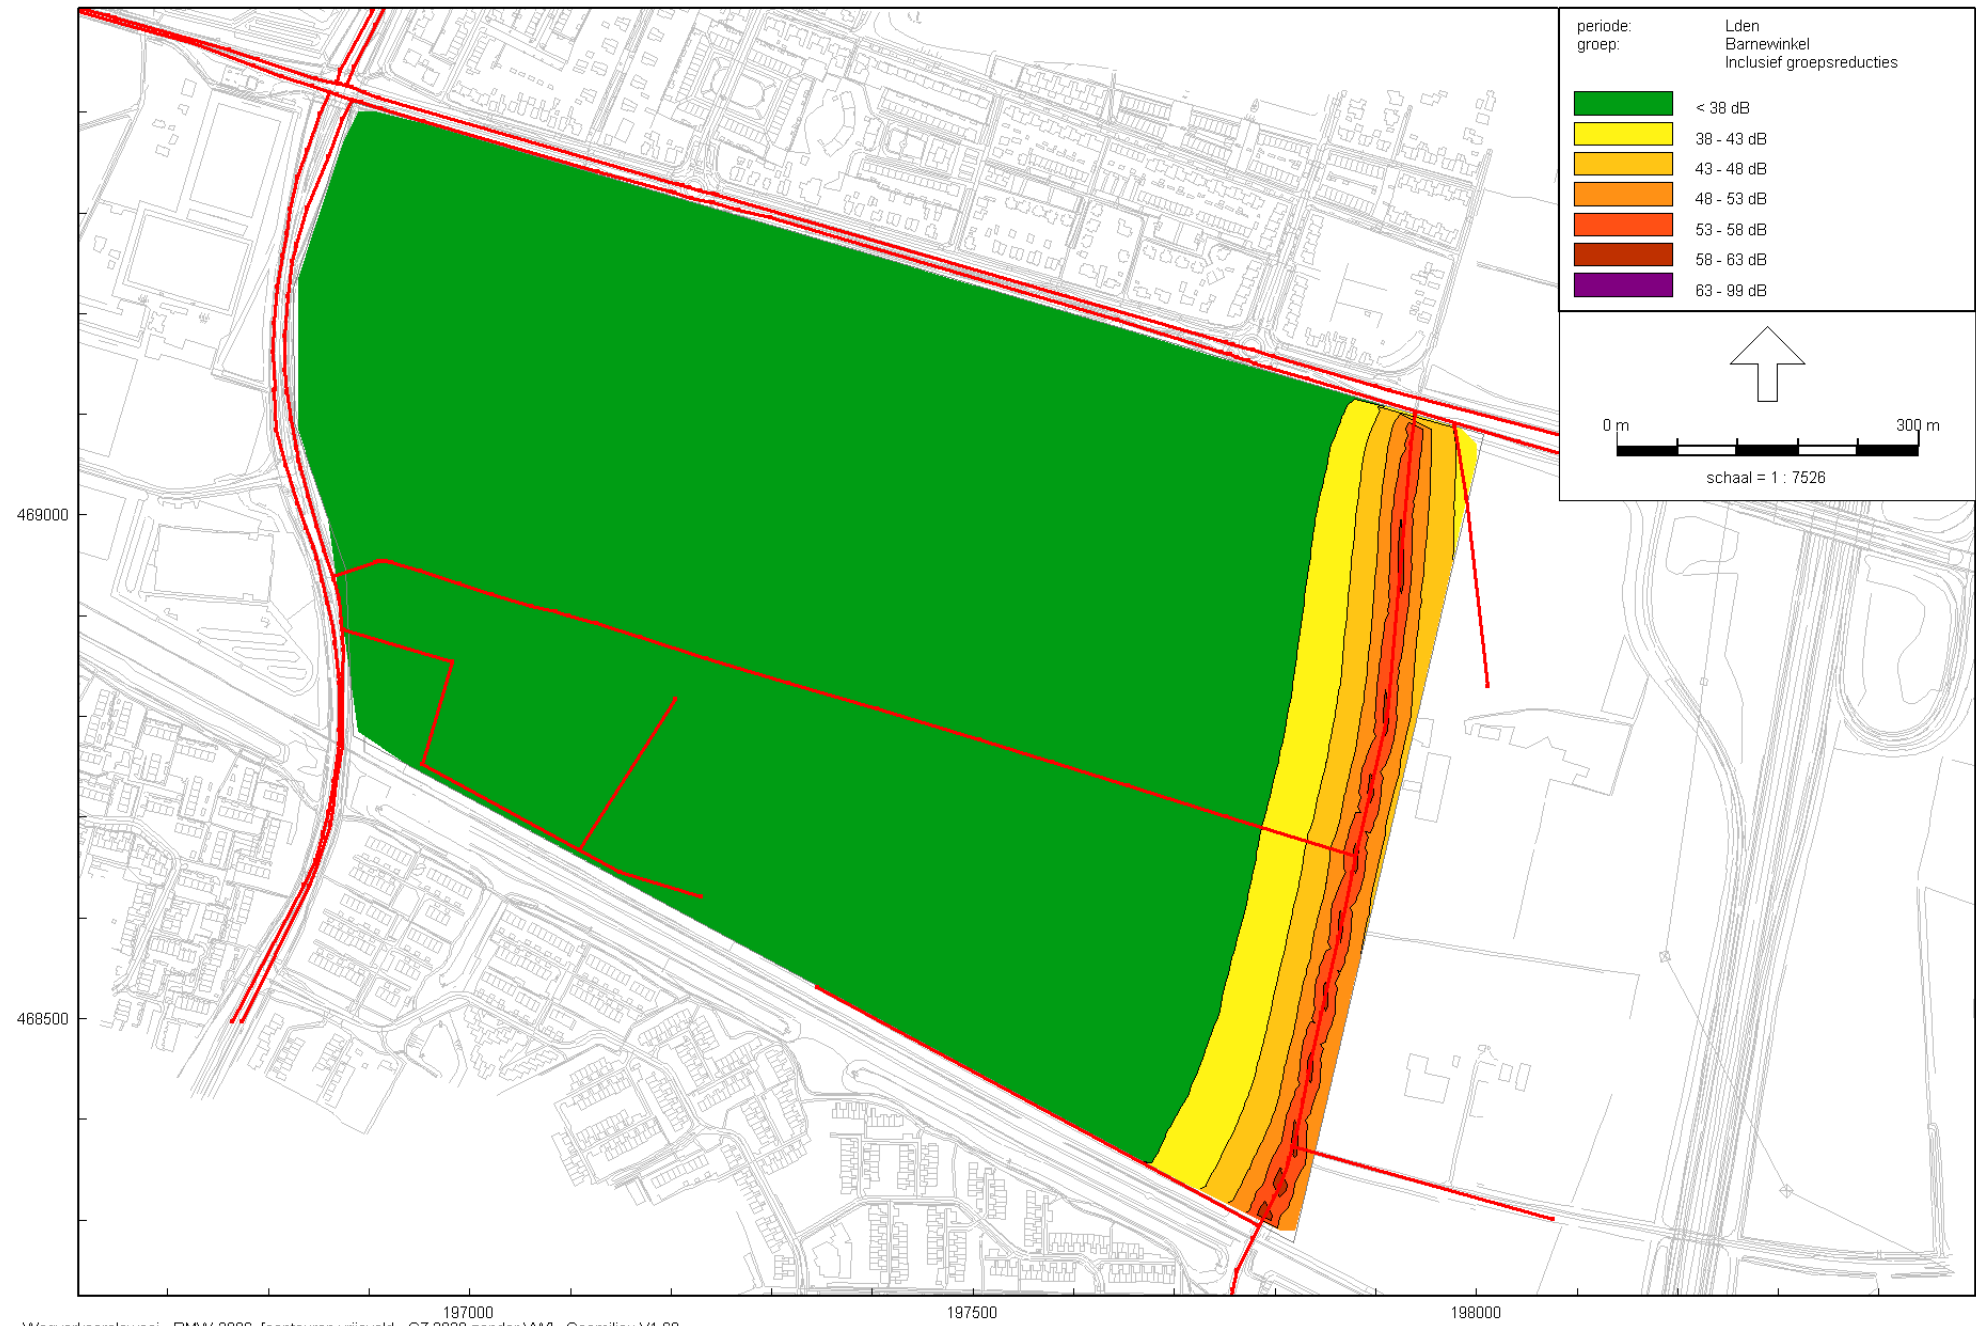 periode: Lden
groep: Barnewinkel
Inclusief groepsreducties
< 38 dB
38 - 43 dB
43 - 48 dB
48 - 53 dB
53 - 58 dB
58 - 63 dB
63 - 99 dB
0 m 300 m
schaal = 1 : 7526
469000
468500
197000 197500 198000